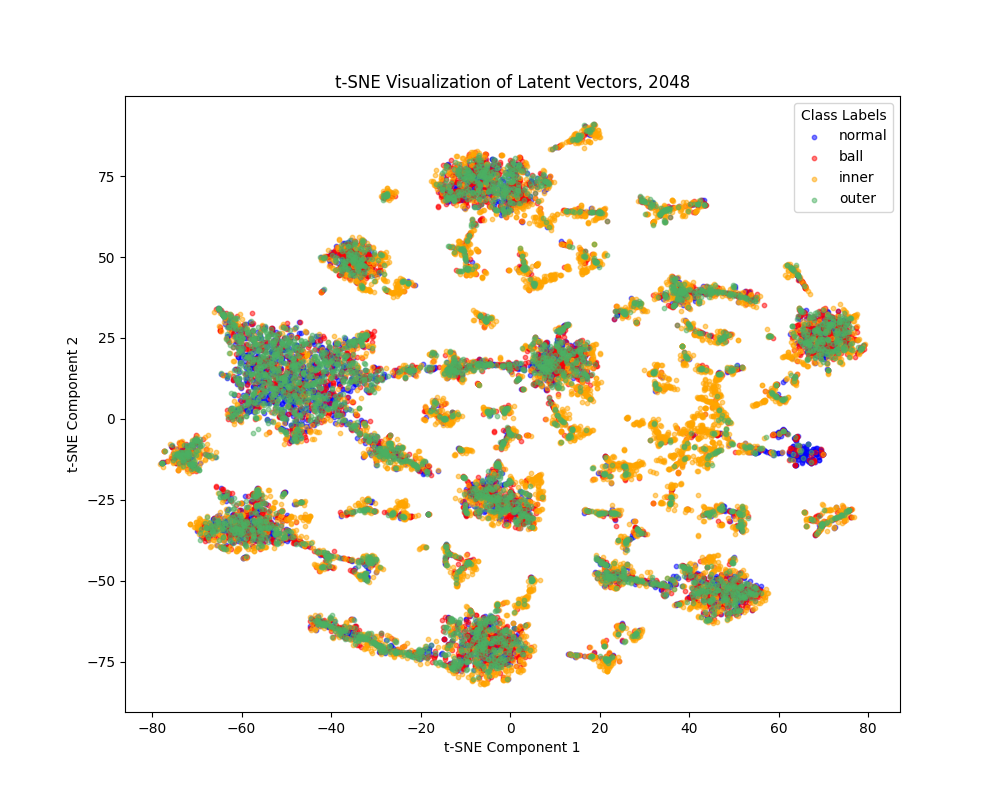 t-SNE Visualization of Latent Vectors, 2048
Class Labels
normal
ball
inner
outer
75
50
25
0
−25
−50
−75
t-SNE Component 2
−80
−60
−40
−20
0
20
40
60
80
t-SNE Component 1